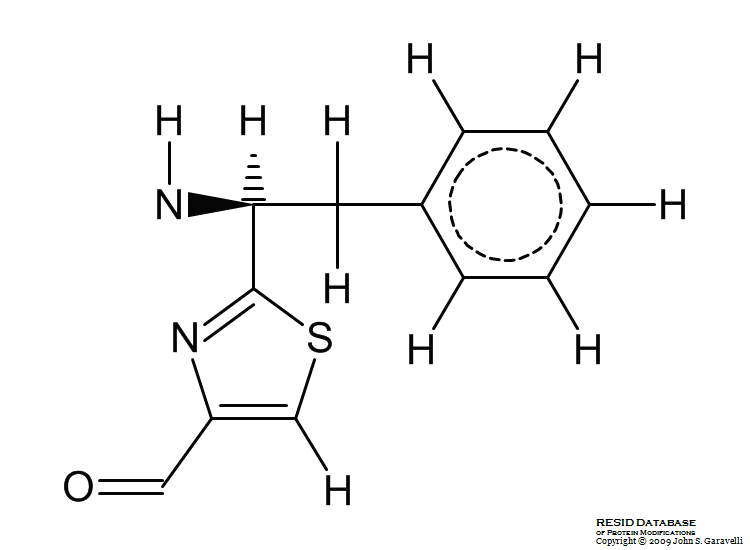 H H
H H H
N H
H
N S H H
O H
RESID DATABASE
OF PROTEIN MODIFICATIONS
Copyright © 2009 John S. Garavelli